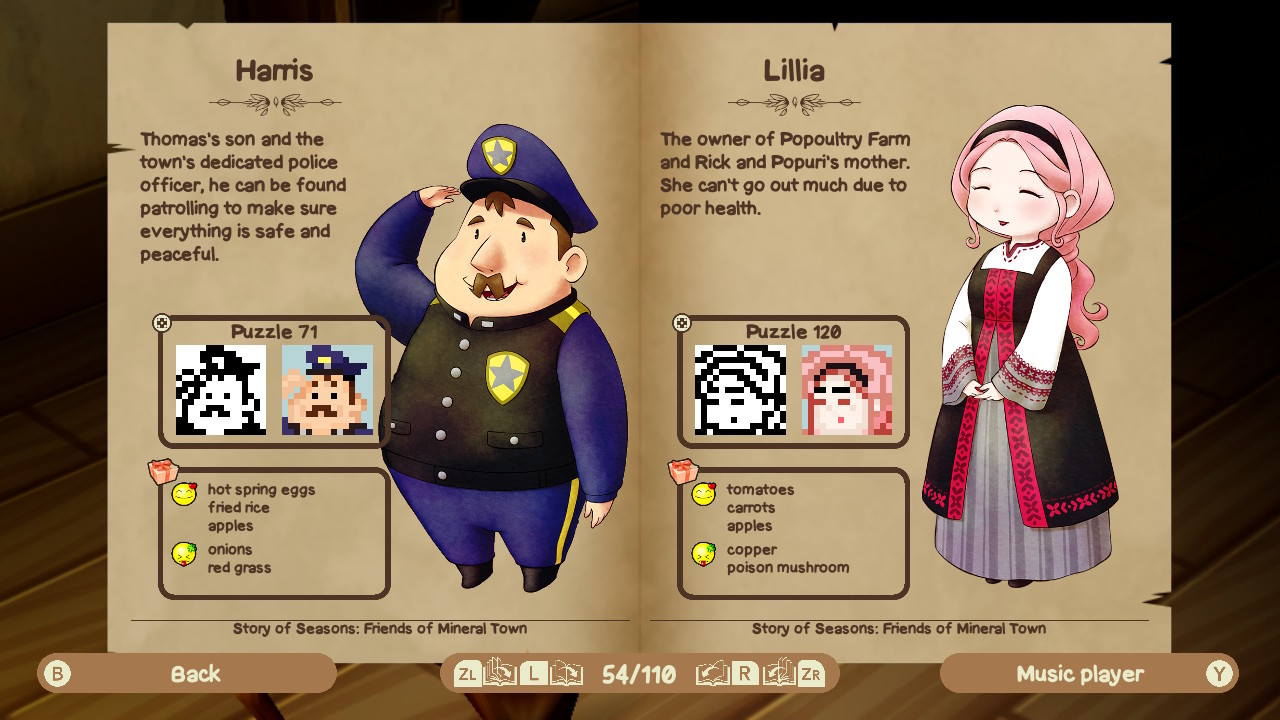 Harris
Thomas's son and the
town's dedicated police
officer, he can be found
patrolling to make sure
everything is safe and
peaceful.
Puzzle 71
hot spring eggs
fried rice
apples
onions
red grass
Story of Seasons: Friends of Mineral Town
Lillia
The owner of Popoultry Farm
and Rick and Popuri's mother.
She can't go out much due to
poor health.
Puzzle 120
tomatoes
carrots
apples
copper
poison mushroom
Story of Seasons: Friends of Mineral Town
B Back
ZL L 54/110 R ZR
Music player Y